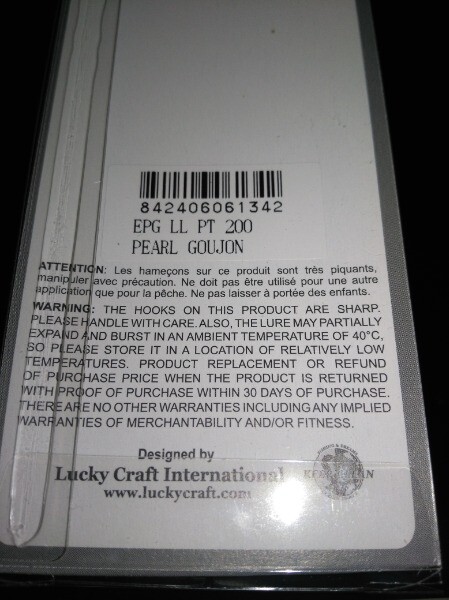 842406061342
EPG LL PT 200
PEARL GOUJON
ATTENTION: Les hameçons sur ce produit sont très piquants,
manipuler avec précaution. Ne doit pas être utilisé pour une autre
application que pour la pêche. Ne pas laisser à portée des enfants.
WARNING: THE HOOKS ON THIS PRODUCT ARE SHARP.
PLEASE HANDLE WITH CARE. ALSO, THE LURE MAY PARTIALLY
EXPAND AND BURST IN AN AMBIENT TEMPERATURE OF 40°C,
SO PLEASE STORE IT IN A LOCATION OF RELATIVELY LOW
TEMPERATURES. PRODUCT REPLACEMENT OR REFUND
OF PURCHASE PRICE WHEN THE PRODUCT IS RETURNED
WITH PROOF OF PURCHASE WITHIN 30 DAYS OF PURCHASE.
THERE ARE NO OTHER WARRANTIES INCLUDING ANY IMPLIED
WARRANTIES OF MERCHANTABILITY AND/OR FITNESS.
Designed by
Lucky Craft International
www.luckycraft.com